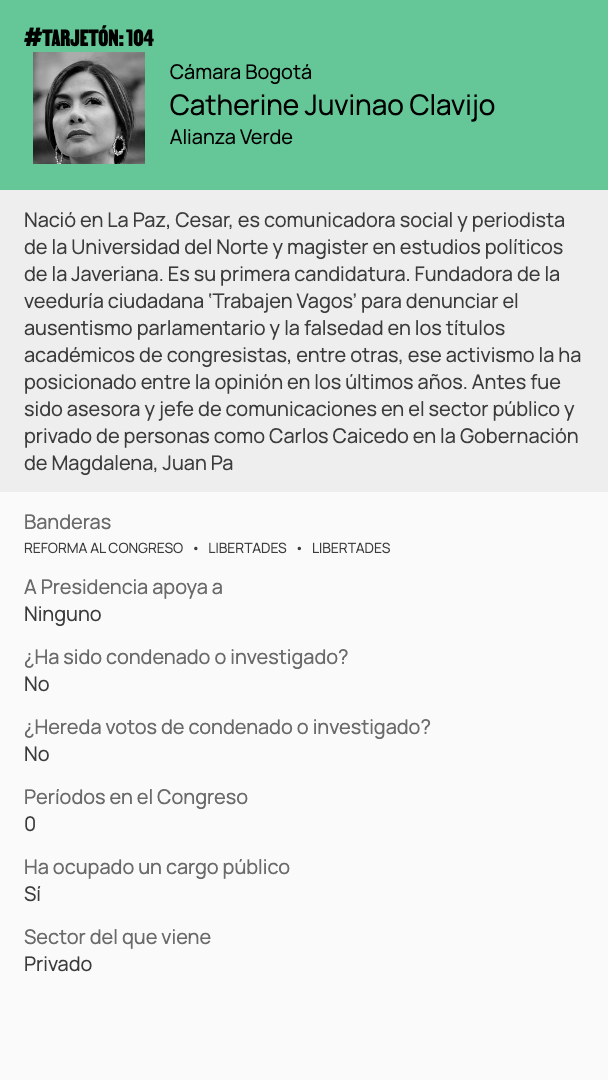 #TARJETÓN: 104
Cámara Bogotá
Catherine Juvinao Clavijo
Alianza Verde
Nació en La Paz, Cesar, es comunicadora social y periodista
de la Universidad del Norte y magister en estudios políticos
de la Javeriana. Es su primera candidatura. Fundadora de la
veeduría ciudadana ‘Trabajen Vagos’ para denunciar el
ausentismo parlamentario y la falsedad en los títulos
académicos de congresistas, entre otras, ese activismo la ha
posicionado entre la opinión en los últimos años. Antes fue
sido asesora y jefe de comunicaciones en el sector público y
privado de personas como Carlos Caicedo en la Gobernación
de Magdalena, Juan Pa
Banderas
REFORMA AL CONGRESO • LIBERTADES • LIBERTADES
A Presidencia apoya a
Ninguno
¿Ha sido condenado o investigado?
No
¿Hereda votos de condenado o investigado?
No
Períodos en el Congreso
0
Ha ocupado un cargo público
Sí
Sector del que viene
Privado